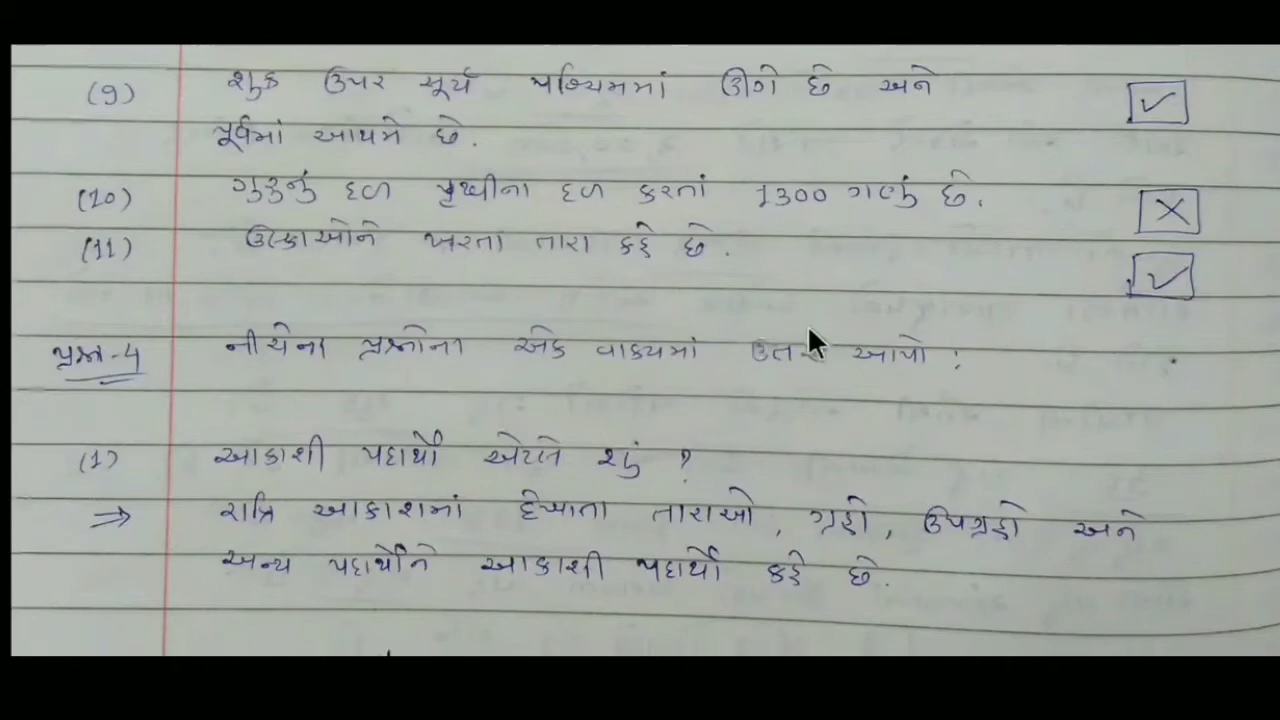 (9) શુક્ર ઉપર સૂર્ય પશ્ચિમમાં ઊગે છે અને ✓
પૂર્વમાં આથમે છે.
(10) ગુરુનું દળ પૃથ્વીના દળ કરતાં 1300 ગણું છે. ✗
(11) ઉલ્કાઓને ખરતા તારા કહે છે. ✓
પ્રશ્ન-4 નીચેના પ્રશ્નોના એક વાક્યમાં ઉત્તર આપો :
(1) આકાશી પદાર્થો એટલે શું ?
⇒ રાત્રિ આકાશમાં દેખાતા તારાઓ, ગ્રહો, ઉપગ્રહો અને
અન્ય પદાર્થોને આકાશી પદાર્થો કહે છે.